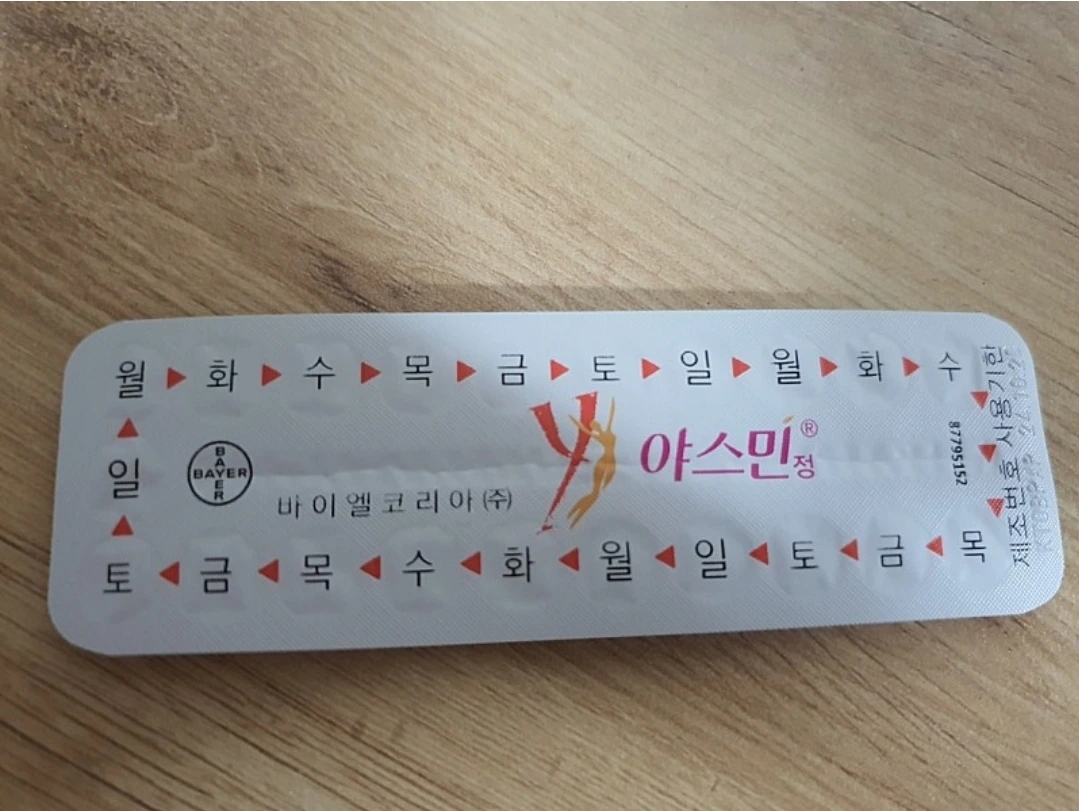 월 화 수 목 금 토 일 월 화 수
일
BAYER
BAYER
바이엘코리아㈜
Y
야스민®정
87795152
제조번호 사용기한
토 금 목 수 화 월 일 토 금 목